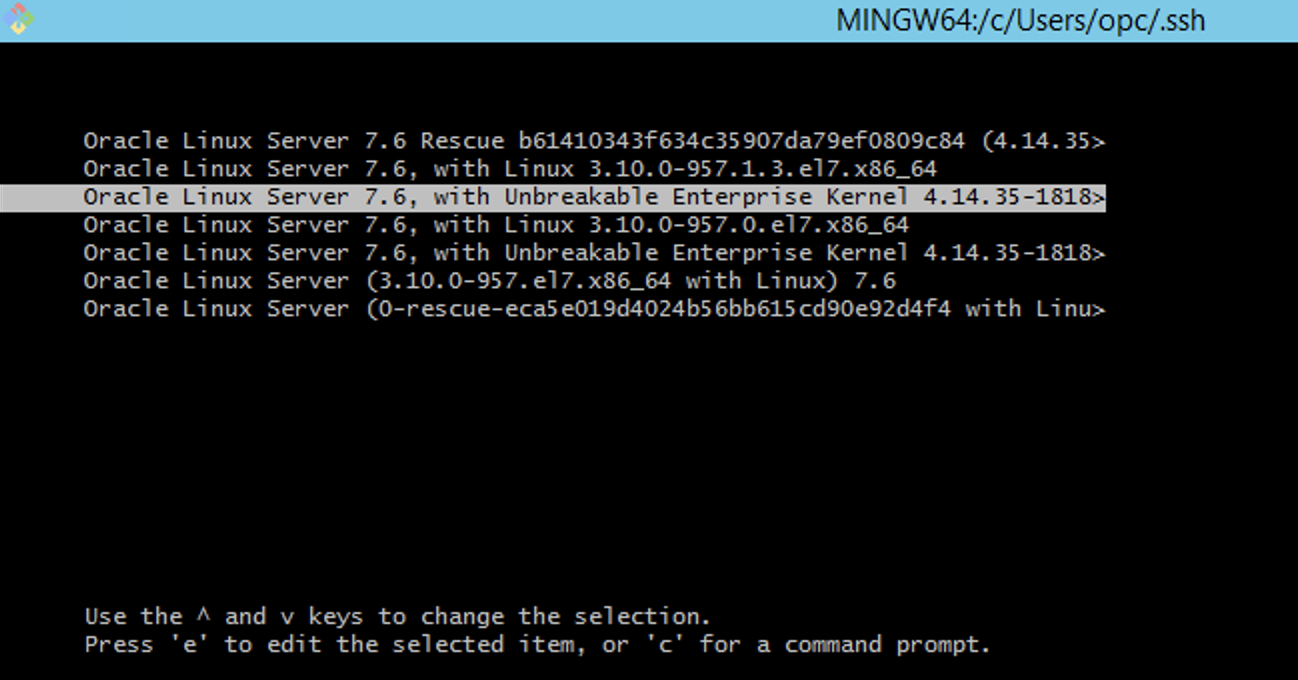 MINGW64:/c/Users/opc/.ssh
Oracle Linux Server 7.6 Rescue b61410343f634c35907da79ef0809c84 (4.14.35>
Oracle Linux Server 7.6, with Linux 3.10.0-957.1.3.el7.x86_64
Oracle Linux Server 7.6, with Unbreakable Enterprise Kernel 4.14.35-1818>
Oracle Linux Server 7.6, with Linux 3.10.0-957.0.el7.x86_64
Oracle Linux Server 7.6, with Unbreakable Enterprise Kernel 4.14.35-1818>
Oracle Linux Server (3.10.0-957.el7.x86_64 with Linux) 7.6
Oracle Linux Server (0-rescue-eca5e019d4024b56bb615cd90e92d4f4 with Linu>
Use the ^ and v keys to change the selection.
Press 'e' to edit the selected item, or 'c' for a command prompt.